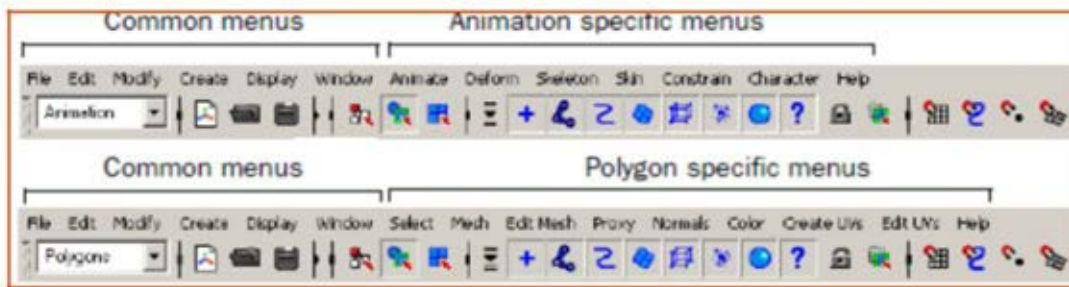 Common menus Animation specific menus
File Edit Modify Create Display Window Animate Deform Skeleton Skin Constrain Character Help
Animation
Common menus Polygon specific menus
File Edit Modify Create Display Window Select Mesh Edit Mesh Proxy Normals Color Create UVs Edit UVs Help
Polygons